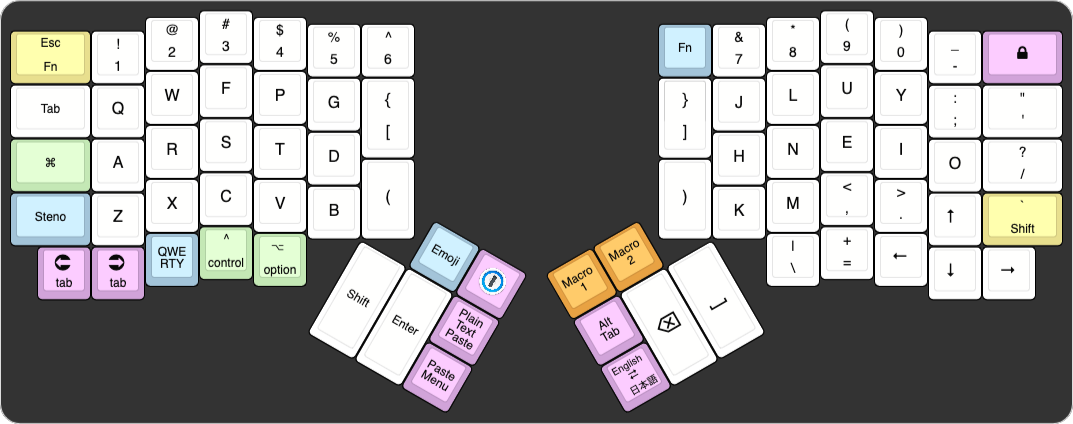 Esc
Fn
!
1
@
2
#
3
$
4
%
5
^
6
Fn
&
7
*
8
(
9
)
0
_
-
Tab
Q
W
F
P
G
{
[
}
]
J
L
U
Y
:
;
"
'
⌘
A
R
S
T
D
H
N
E
I
O
?
/
Steno
Z
X
C
V
B
(
)
K
M
<
,
>
.
↑
`
Shift
tab
tab
QWE
RTY
^
control
⌥
option
|
\
+
=
←
↓
→
Shift
Enter
Emoji
Plain
Text
Paste
Paste
Menu
Macro
1
Macro
2
Alt
Tab
English
⇄
日本語